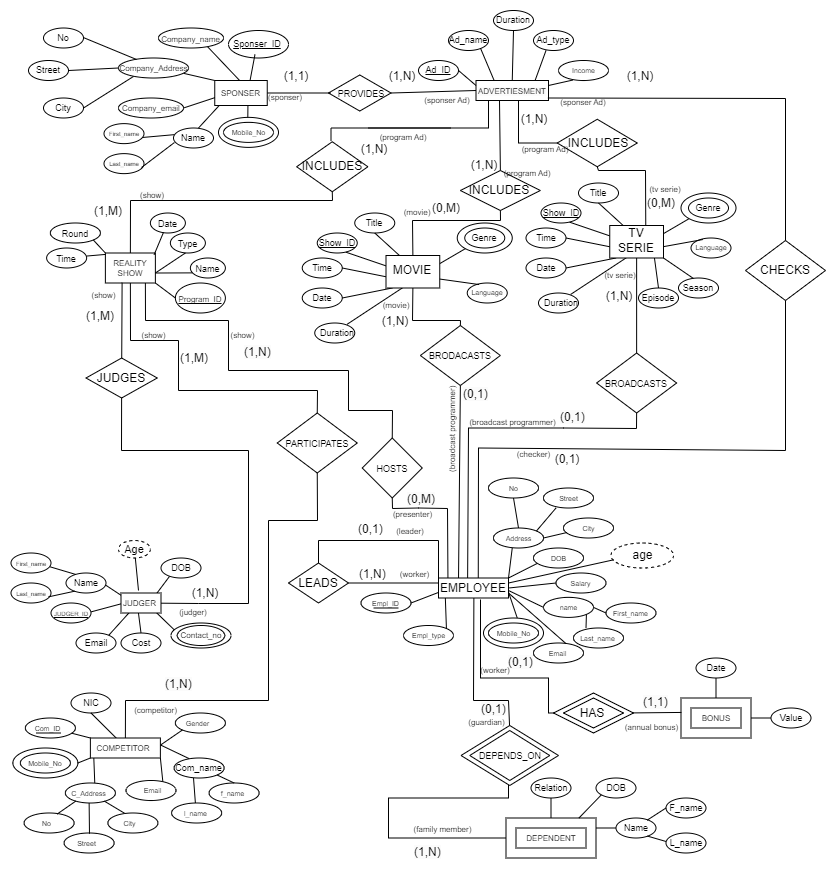 Duration
No
Company_name
Sponser_ID
Ad_name
Ad_type
Street
Company_Address
Ad_ID
Income
(1,1)
(1,N)
(1,N)
SPONSER
PROVIDES
ADVERTIESMENT
(sponser)
(sponser Ad)
(sponser Ad)
City
Company_email
Mobile_No
First_name
Name
Last_name
(1,N)
(program Ad)
(1,N)
(program Ad)
INCLUDES
INCLUDES
(1,N)
(program Ad)
INCLUDES
(show)
(1,M)
(movie)
(0,M)
(tv serie)
(0,M)
Title
Show_ID
Genre
Round
Date
Type
Time
REALITY
SHOW
Name
Program_ID
Title
Show_ID
Genre
Time
MOVIE
Date
Language
Duration
(movie)
(1,N)
Time
TV
SERIE
Language
Date
(tv serie)
Duration
(1,N)
Episode
Season
CHECKS
(show)
(1,M)
(show)
(1,M)
(show)
(1,N)
JUDGES
BRODACASTS
BROADCASTS
(0,1)
(broadcast programmer)
(broadcast programmer)
(0,1)
(checker)
(0,1)
PARTICIPATES
HOSTS
(0,M)
(presenter)
No
Street
Address
City
(0,1)
(leader)
DOB
age
LEADS
(1,N)
(worker)
EMPLOYEE
Salary
Empl_ID
name
First_name
Empl_type
Mobile_No
Last_name
Email
Age
First_name
DOB
Name
Last_name
JUDGER
(1,N)
(judger)
JUDGER_ID
Email
Cost
Contact_no
(worker)
(0,1)
HAS
(1,1)
(annual bonus)
Date
BONUS
Value
(1,N)
(competitor)
NIC
Com_ID
Gender
COMPETITOR
Mobile_No
Com_name
C_Address
Email
f_name
l_name
No
City
Street
(0,1)
(guardian)
DEPENDS_ON
Relation
DOB
F_name
(family member)
DEPENDENT
Name
L_name
(1,N)